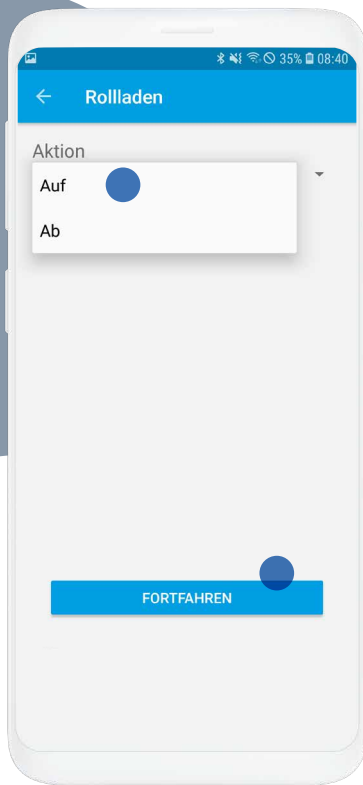 35% 08:40
Rollladen
Aktion
Auf
Ab
FORTFAHREN